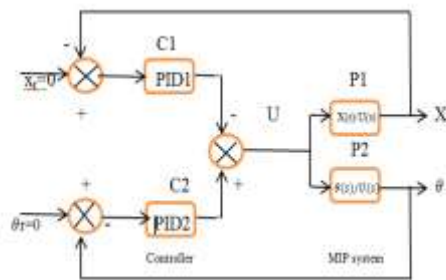 C1
- 
PID1
xr=0
+
-
U
P1
X(s)/U(s)
X
P2
+
+
C2
θ(s)/U(s)
θ
θr=0
-
PID2
Controller
MIP system